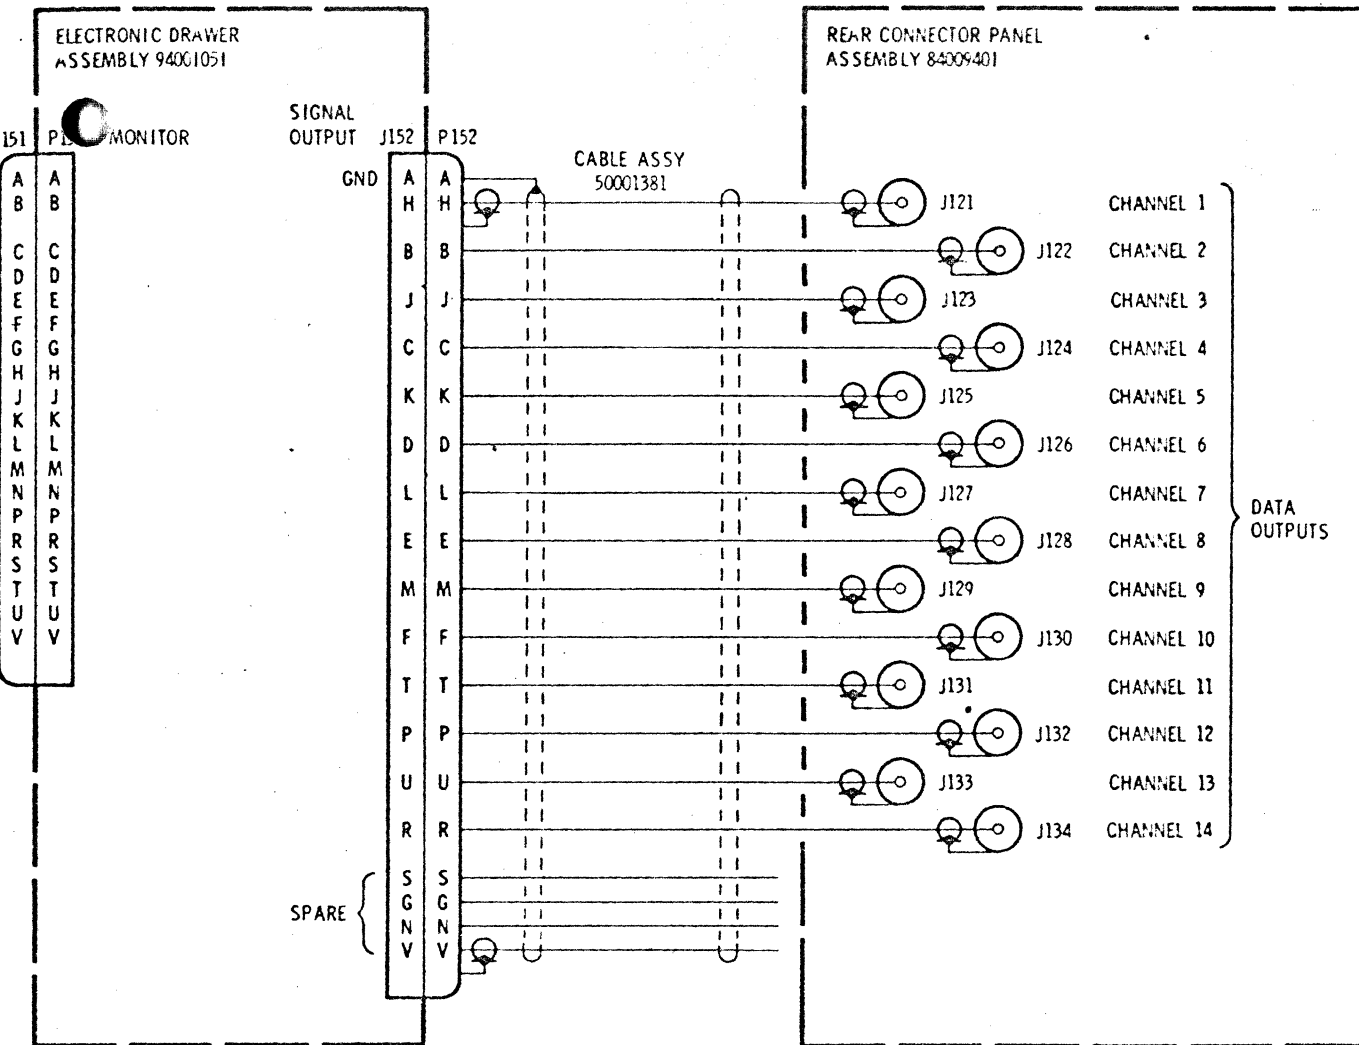 ELECTRONIC DRAWER
ASSEMBLY 94001051
REAR CONNECTOR PANEL
ASSEMBLY 84009401
151 MONITOR
SIGNAL
OUTPUT J152 P152
CABLE ASSY
50001381
A A
B B
C C
D D
E E
F F
G G
H H
J J
K K
L L
M M
N N
P P
R R
S S
T T
U U
V V
GND A A
H H J121 CHANNEL 1
B B J122 CHANNEL 2
J J J123 CHANNEL 3
C C J124 CHANNEL 4
K K J125 CHANNEL 5
D D J126 CHANNEL 6
L L J127 CHANNEL 7
E E J128 CHANNEL 8
M M J129 CHANNEL 9
F F J130 CHANNEL 10
T T J131 CHANNEL 11
P P J132 CHANNEL 12
U U J133 CHANNEL 13
R R J134 CHANNEL 14
DATA
OUTPUTS
SPARE
S S
G G
N N
V V